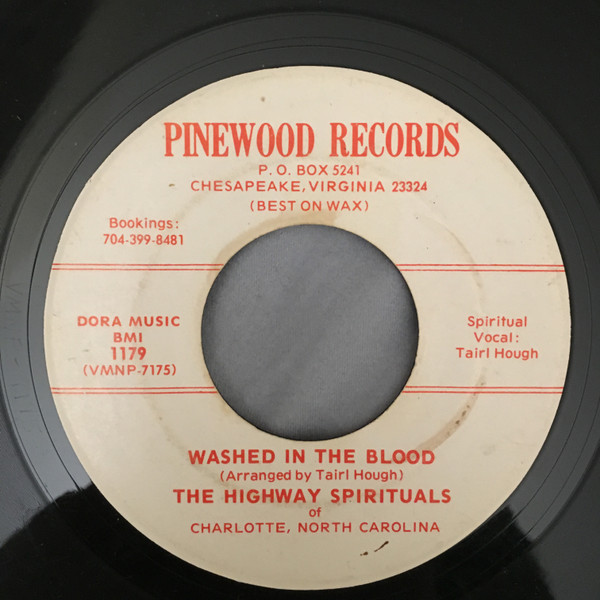 PINEWOOD RECORDS
P.O. BOX 5241
CHESAPEAKE, VIRGINIA 23324
(BEST ON WAX)
Bookings:
704-399-8481
DORA MUSIC
BMI
1179
(VMNP-7175)
Spiritual
Vocal:
Tairl Hough
WASHED IN THE BLOOD
(Arranged by Tairl Hough)
THE HIGHWAY SPIRITUALS
of
CHARLOTTE, NORTH CAROLINA